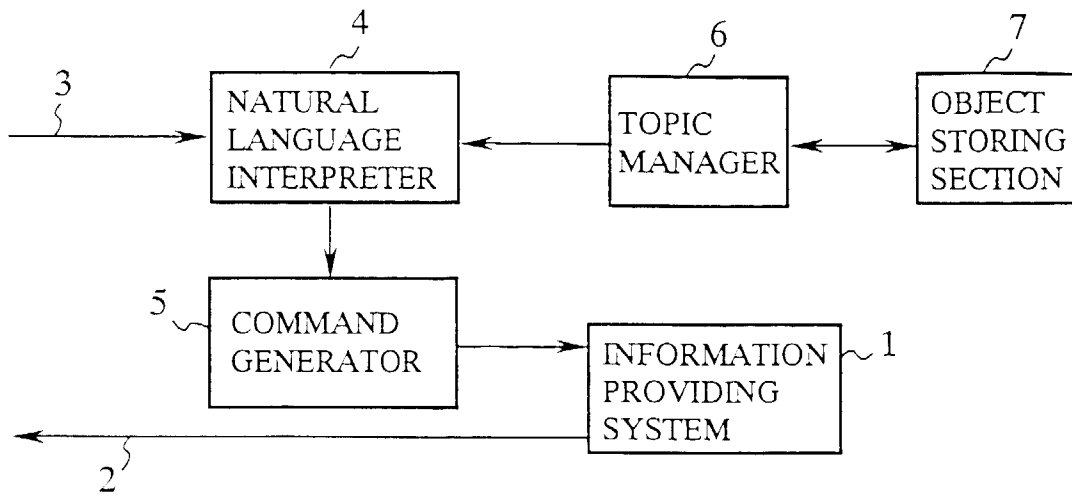 4
6
7
3
NATURAL
LANGUAGE
INTERPRETER
TOPIC
MANAGER
OBJECT
STORING
SECTION
5
COMMAND
GENERATOR
1
INFORMATION
PROVIDING
SYSTEM
2